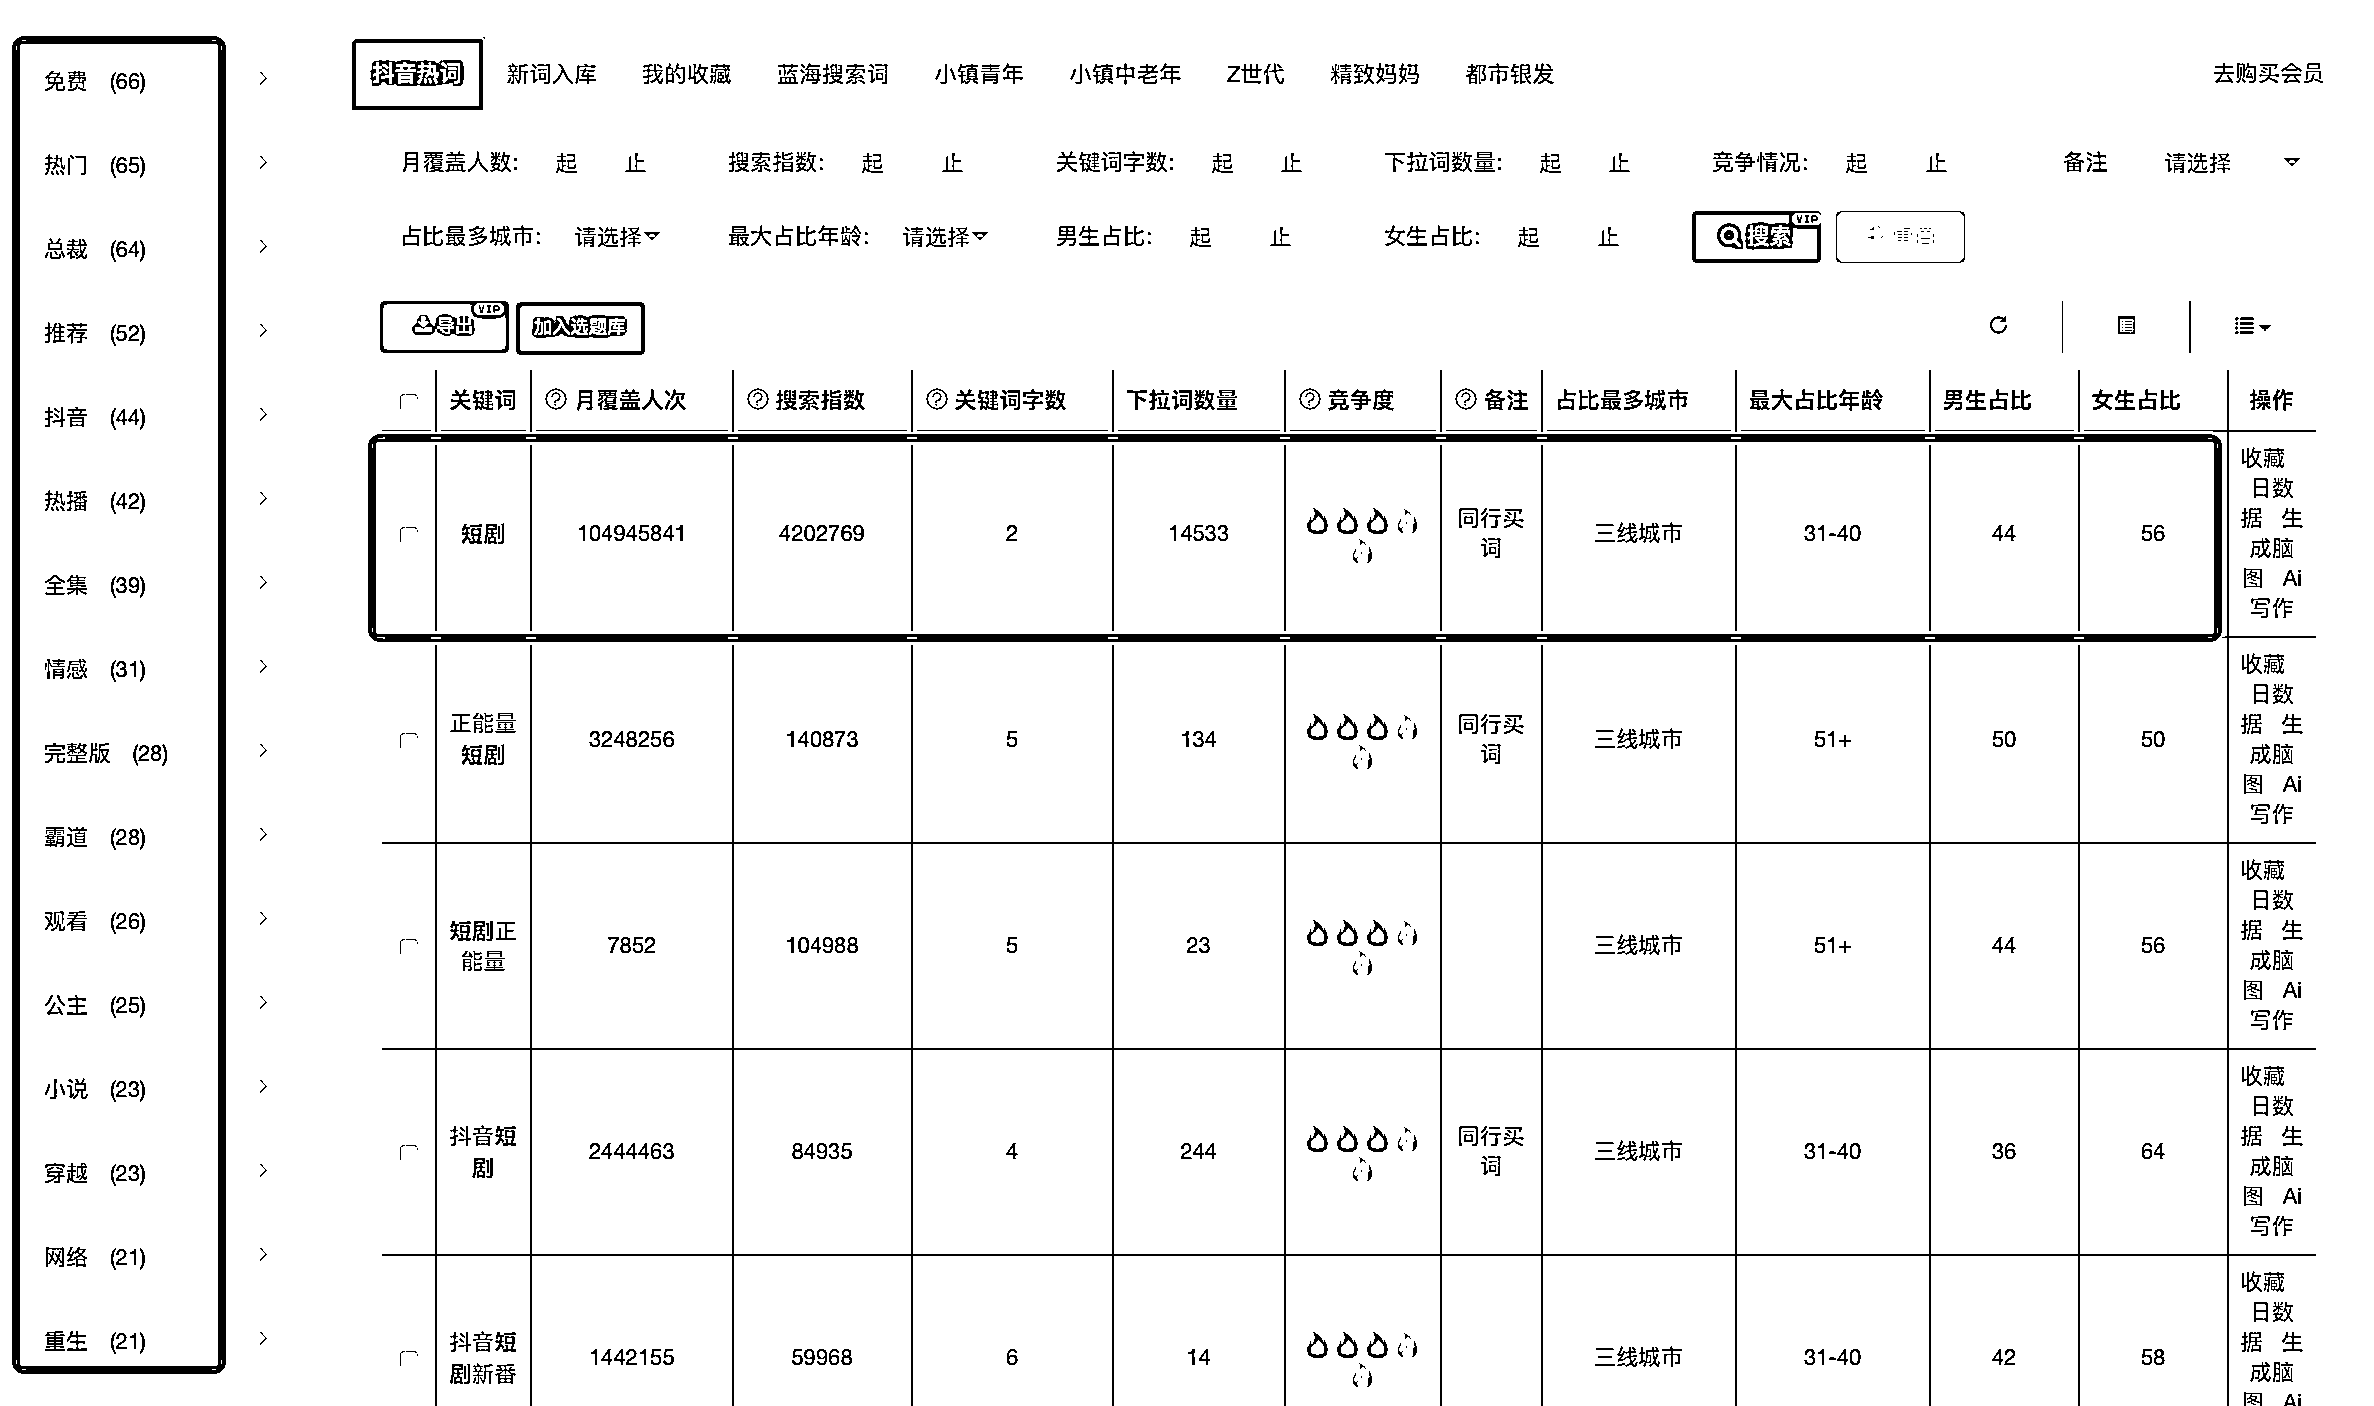 免费 (66)
热门 (65)
总裁 (64)
推荐 (52)
抖音 (44)
热播 (42)
全集 (39)
情感 (31)
完整版 (28)
霸道 (28)
观看 (26)
公主 (25)
小说 (23)
穿越 (23)
网络 (21)
重生 (21)
抖音热词 新词入库 我的收藏 蓝海搜索词 小镇青年 小镇中老年 Z世代 精致妈妈 都市银发 去购买会员
月覆盖人数: 起 止 搜索指数: 起 止 关键词字数: 起 止 下拉词数量: 起 止 竞争情况: 起 止 备注 请选择
占比最多城市: 请选择 最大占比年龄: 请选择 男生占比: 起 止 女生占比: 起 止 搜索 VIP
导出 VIP 加入选题库
关键词 月覆盖人次 搜索指数 关键词字数 下拉词数量 竞争度 备注 占比最多城市 最大占比年龄 男生占比 女生占比 操作
短剧 104945841 4202769 2 14533 同行买
词 三线城市 31-40 44 56 收藏
日数
据 生
成脑
图 Ai
写作
正能量
短剧 3248256 140873 5 134 同行买
词 三线城市 51+ 50 50 收藏
日数
据 生
成脑
图 Ai
写作
短剧正
能量 7852 104988 5 23 三线城市 51+ 44 56 收藏
日数
据 生
成脑
图 Ai
写作
抖音短
剧 2444463 84935 4 244 同行买
词 三线城市 31-40 36 64 收藏
日数
据 生
成脑
图 Ai
写作
抖音短
剧新番 1442155 59968 6 14 三线城市 31-40 42 58 收藏
日数
据 生
成脑
图 Ai